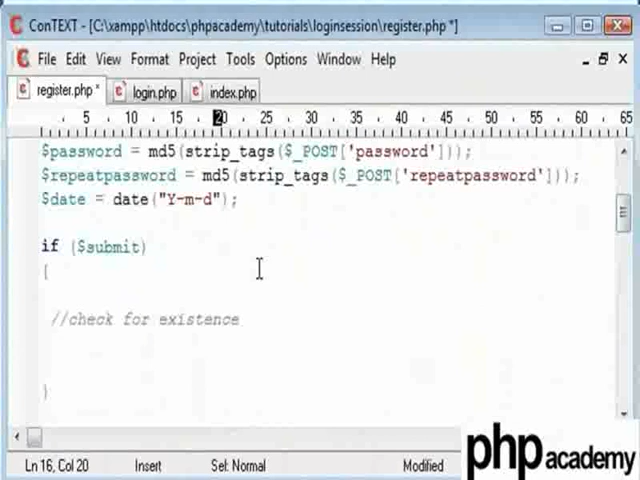 ConTEXT - [C:\xampp\htdocs\phpacademy\tutorials\loginsession\register.php *]
File Edit View Format Project Tools Options Window Help
register.php * login.php index.php
5 10 15 20 25 30 35 40 45 50 55 60 65
$password = md5(strip_tags($_POST['password']));
$repeatpassword = md5(strip_tags($_POST['repeatpassword']));
$date = date("Y-m-d");
if ($submit)
{
//check for existence
}
Ln 16, Col 20 Insert Sel: Normal Modified
phpacademy